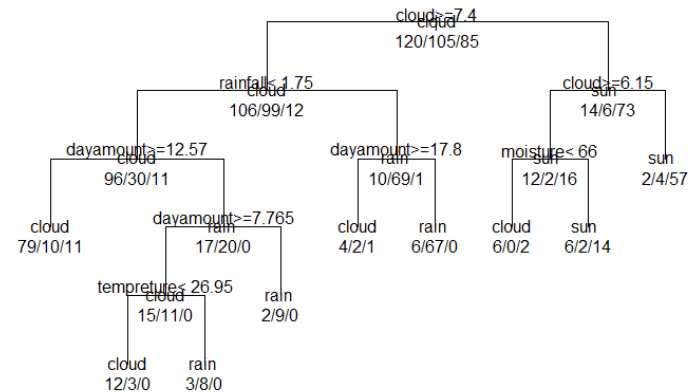 cloud>=7.4
cloud
120/105/85
rainfall< 1.75
cloud
106/99/12
cloud>=6.15
sun
14/6/73
dayamount>=12.57
cloud
96/30/11
dayamount>=17.8
rain
10/69/1
moisture< 66
sun
12/2/16
sun
2/4/57
cloud
79/10/11
dayamount>=7.765
rain
17/20/0
cloud
4/2/1
rain
6/67/0
cloud
6/0/2
sun
6/2/14
tempreture< 26.95
cloud
15/11/0
rain
2/9/0
cloud
12/3/0
rain
3/8/0